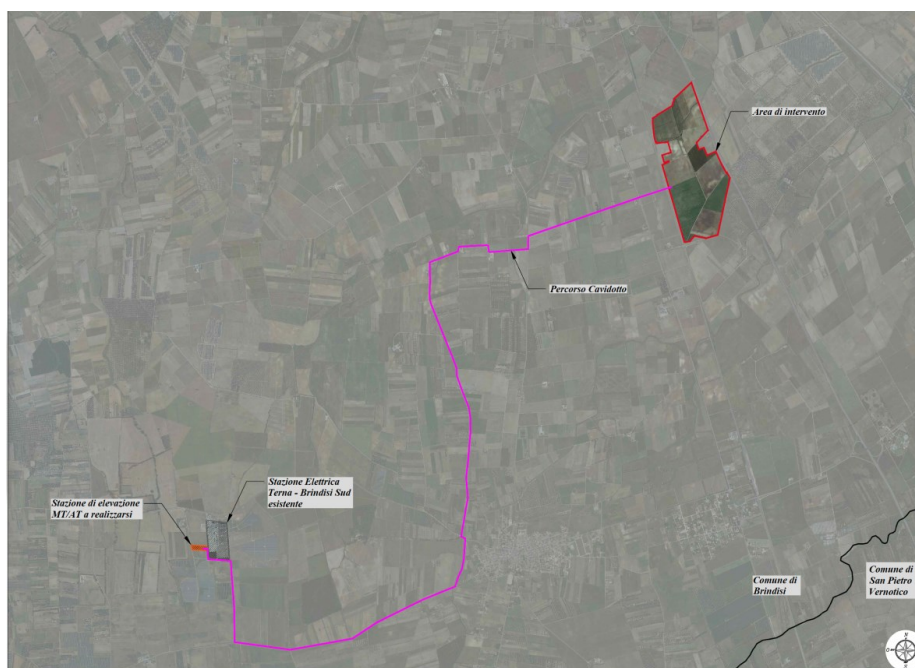 Area di intervento
Percorso Cavidotto
Stazione Elettrica
Terna - Brindisi Sud
esistente
Stazione di elevazione
MT/AT a realizzarsi
Comune di
Brindisi
Comune di
San Pietro
Vernotico
N
O